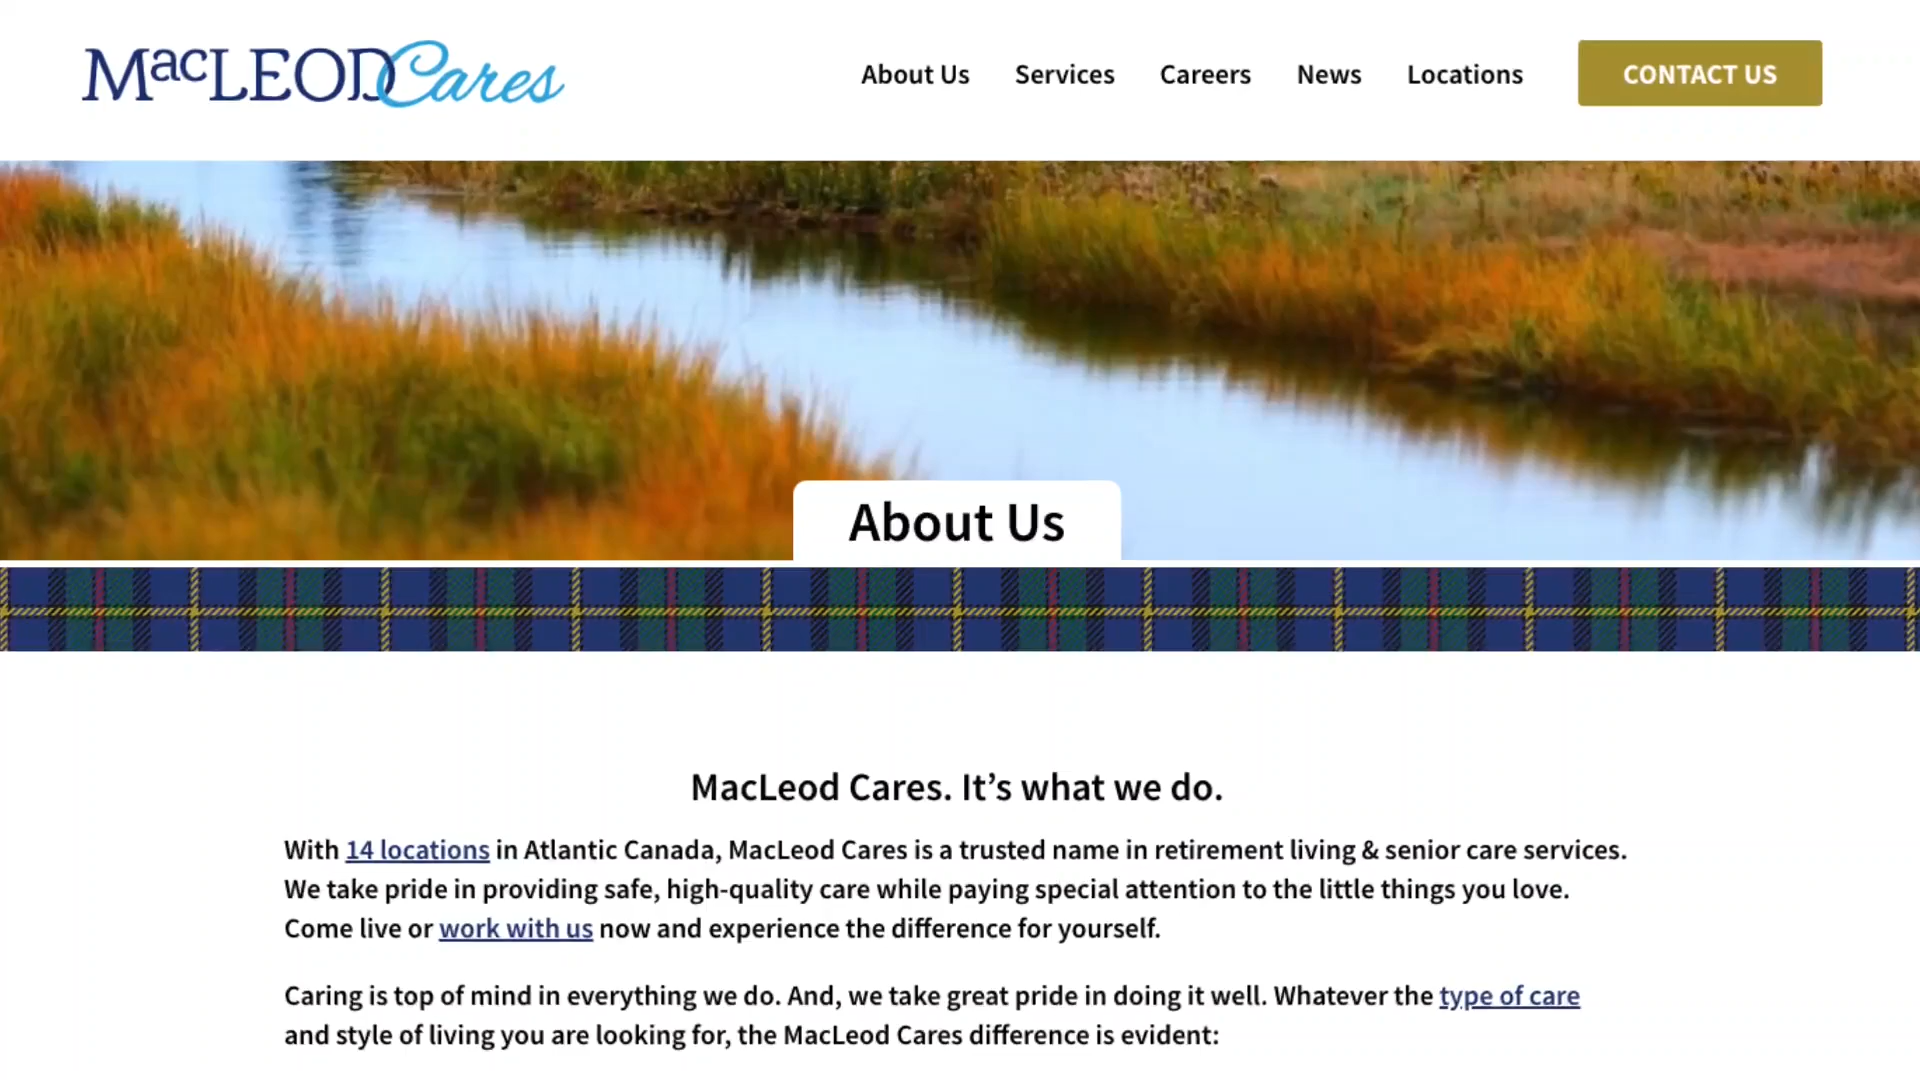 MacLEOD Cares
About Us Services Careers News Locations CONTACT US
About Us
MacLeod Cares. It’s what we do.
With 14 locations in Atlantic Canada, MacLeod Cares is a trusted name in retirement living & senior care services.
We take pride in providing safe, high-quality care while paying special attention to the little things you love.
Come live or work with us now and experience the difference for yourself.
Caring is top of mind in everything we do. And, we take great pride in doing it well. Whatever the type of care
and style of living you are looking for, the MacLeod Cares difference is evident: